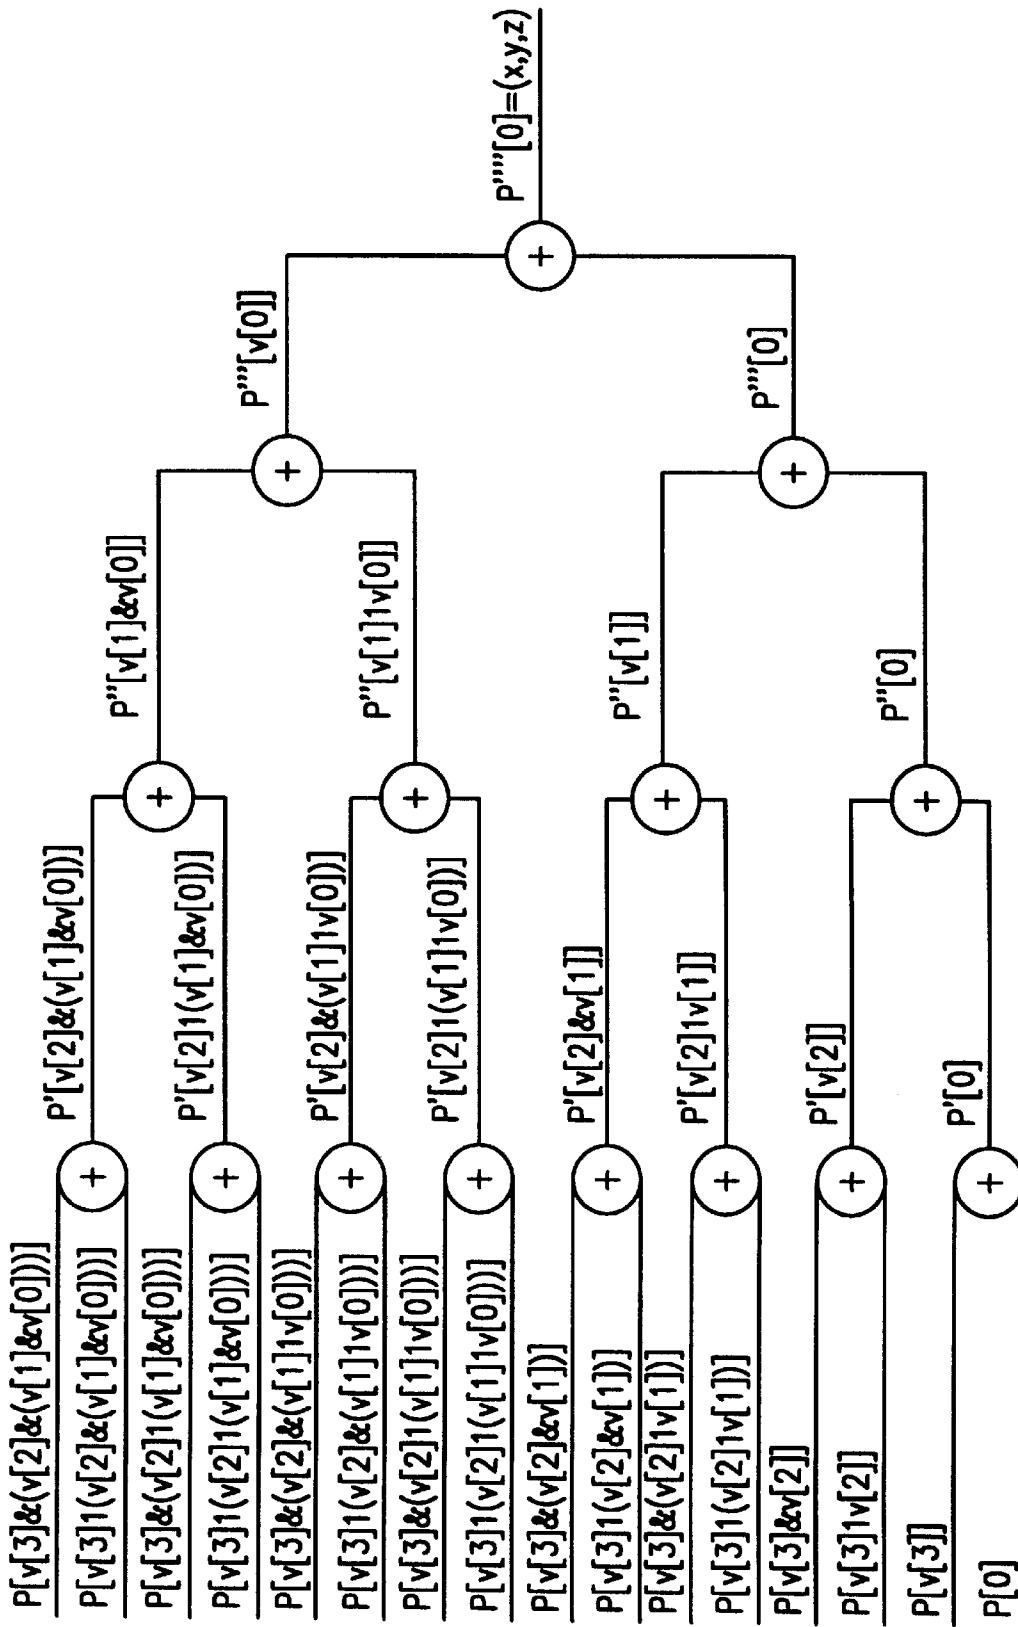 P[v[3]&(v[2]&(v[1]&v[0])))]
P[v[3]1(v[2]&(v[1]&v[0])))]
P[v[3]&(v[2]1(v[1]&v[0])))]
P[v[3]1(v[2]1(v[1]&v[0])))]
P[v[3]&(v[2]&(v[1]1v[0])))]
P[v[3]1(v[2]&(v[1]1v[0])))]
P[v[3]&(v[2]1(v[1]1v[0])))]
P[v[3]1(v[2]1(v[1]1v[0])))]
P[v[3]&(v[2]&v[1]))]
P[v[3]1(v[2]&v[1]))]
P[v[3]&(v[2]1v[1]))]
P[v[3]1(v[2]1v[1]))]
P[v[3]&v[2]]
P[v[3]1v[2]]
P[v[3]]
P[0]
+
+
+
+
+
+
+
+
P'[v[2]&(v[1]&v[0]))]
P'[v[2]1(v[1]&v[0]))]
P'[v[2]&(v[1]1v[0]))]
P'[v[2]1(v[1]1v[0]))]
P'[v[2]&v[1]]
P'[v[2]1v[1]]
P'[v[2]]
P'[0]
+
+
+
+
P''[v[1]&v[0]]
P''[v[1]1v[0]]
P''[v[1]]
P''[0]
+
+
P'''[v[0]]
P'''[0]
+
P''''[0]=(x,y,z)